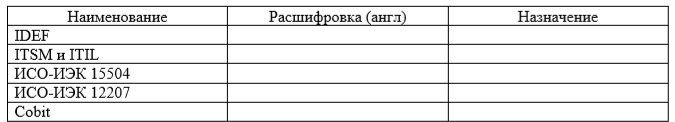 Наименование Расшифровка (англ) Назначение
IDEF
ITSM и ITIL
ИСО-ИЭК 15504
ИСО-ИЭК 12207
Cobit